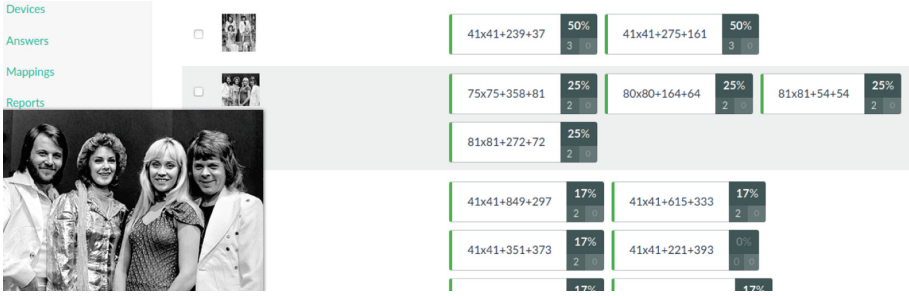 Devices
Answers
Mappings
Reports
41x41+239+37 50% 3 0
41x41+275+161 50% 3 0
75x75+358+81 25% 2 0
80x80+164+64 25% 2 0
81x81+54+54 25% 2 0
81x81+272+72 25% 2 0
41x41+849+297 17% 2 0
41x41+615+333 17% 2 0
41x41+351+373 17% 2 0
41x41+221+393 0% 0 0
17%
17%